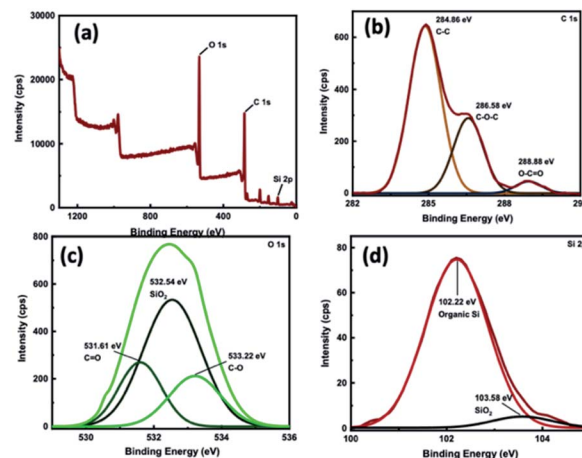 (a)
O 1s
C 1s
Si 2p
30000
20000
10000
0
Intensity (cps)
1200
800
400
0
Binding Energy (eV)
(b)
C 1s
284.86 eV
C-C
286.58 eV
C-O-C
288.88 eV
O-C=O
600
300
0
Intensity (cps)
282
285
288
29
Binding Energy (eV)
(c)
O 1s
532.54 eV
SiO2
531.61 eV
C=O
533.22 eV
C-O
800
600
400
200
0
Intensity (cps)
530
532
534
536
Binding Energy (eV)
(d)
Si 2
102.22 eV
Organic Si
103.58 eV
SiO2
80
60
40
20
0
Intensity (cps)
100
102
104
Binding Energy (eV)